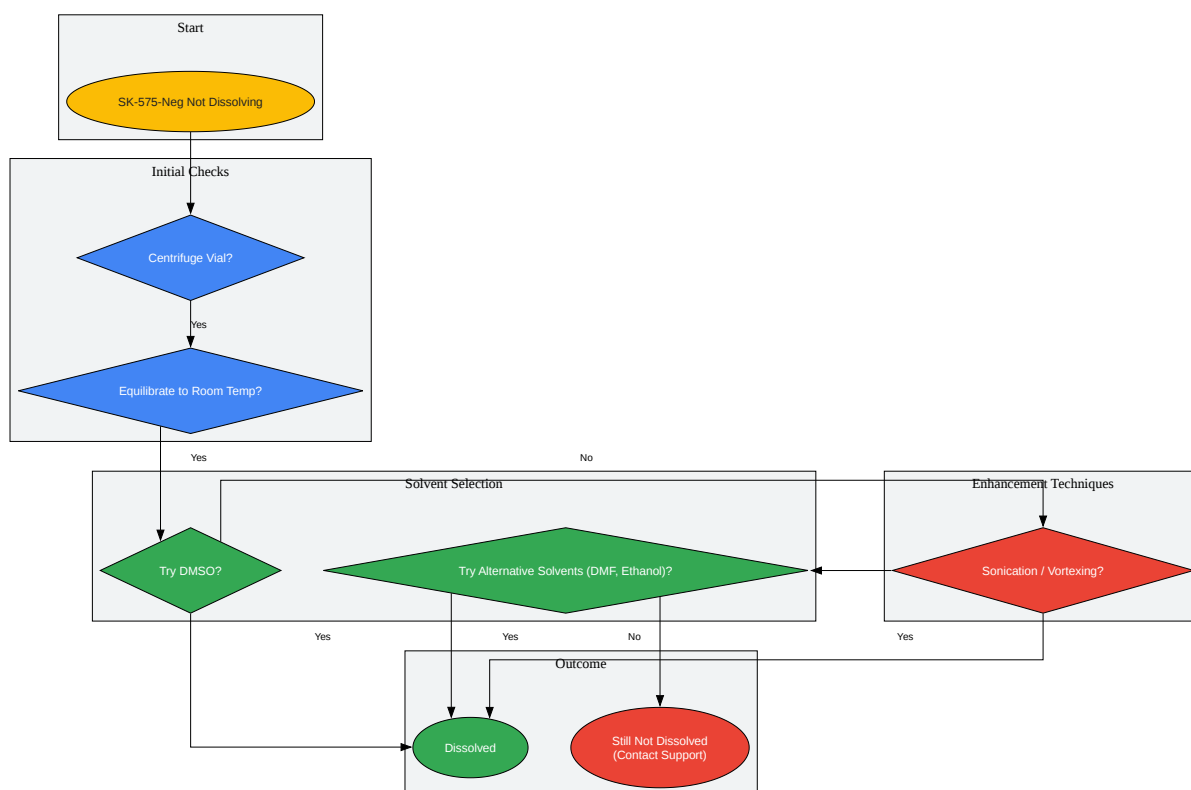 Start
SK-575-Neg Not Dissolving
Initial Checks
Centrifuge Vial?
Yes
Equilibrate to Room Temp?
Yes
No
Solvent Selection
Enhancement Techniques
Try DMSO?
Try Alternative Solvents (DMF, Ethanol)?
Sonication / Vortexing?
Yes
Yes
No
Yes
Outcome
Dissolved
Still Not Dissolved
(Contact Support)